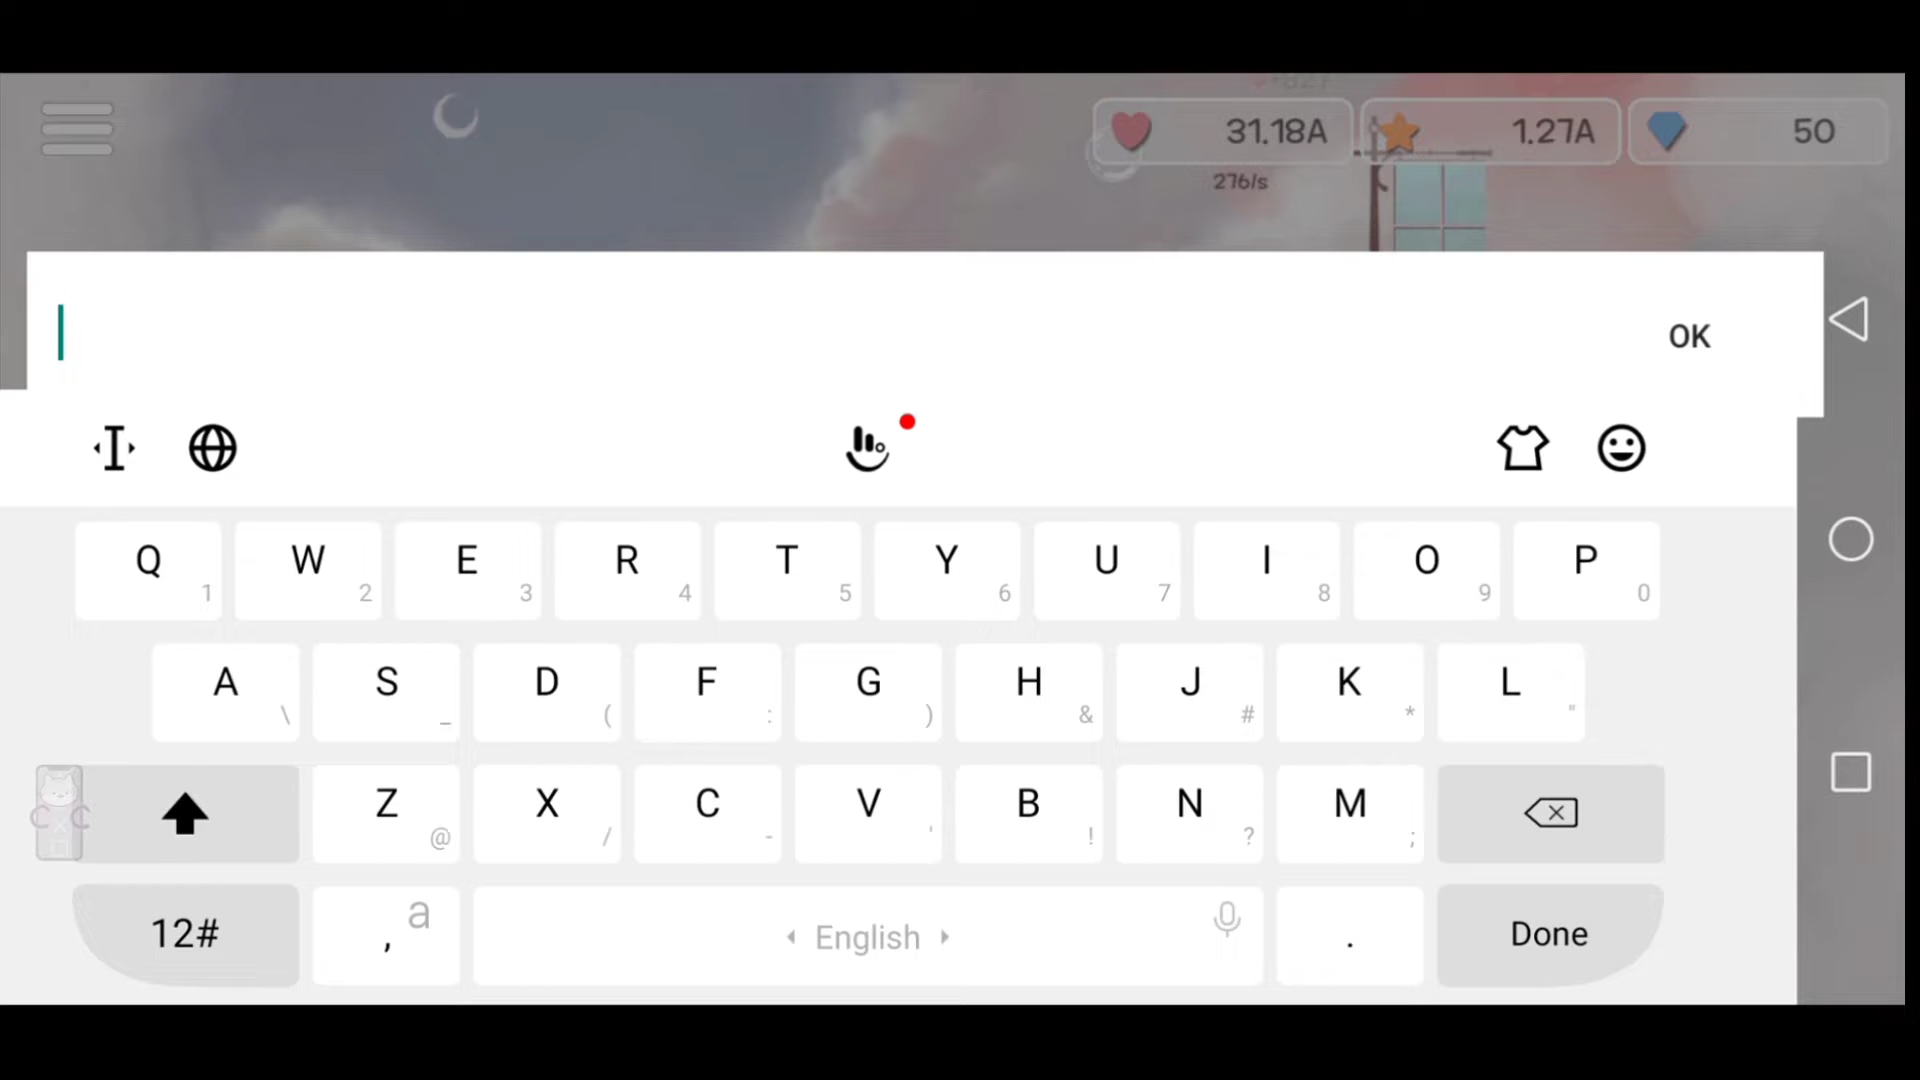 31.18A 1.27A 50
276/s
OK
Q 1 W 2 E 3 R 4 T 5 Y 6 U 7 I 8 O 9 P 0
A \ S _ D ( F : G ) H & J # K * L "
Z @ X / C - V ' B ! N ? M ;
12# , a English . Done